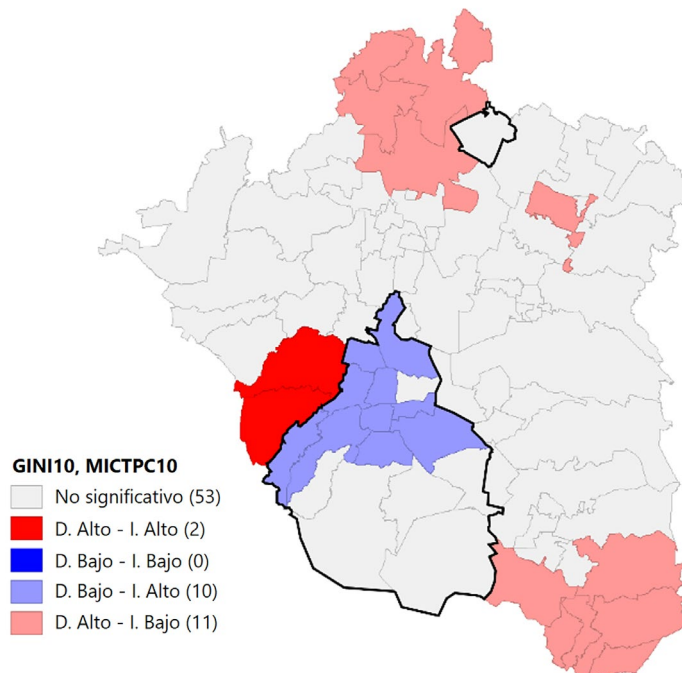 GINI10, MICTPC10
No significativo (53)
D. Alto - I. Alto (2)
D. Bajo - I. Bajo (0)
D. Bajo - I. Alto (10)
D. Alto - I. Bajo (11)